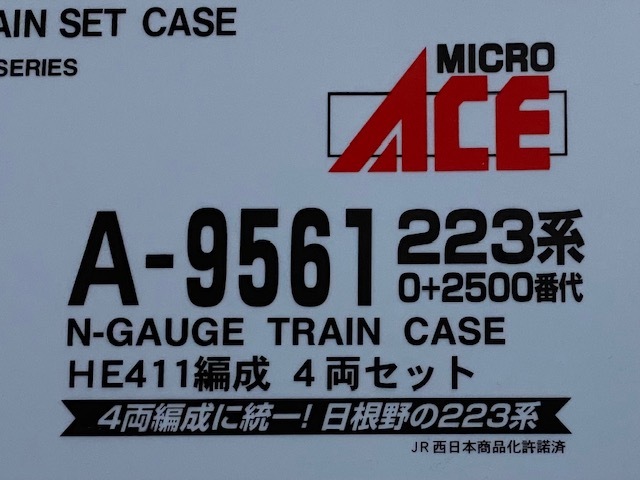 AIN SET CASE
SERIES
MICRO
ACE
A-9561 223系
0+2500番代
N-GAUGE TRAIN CASE
HE411編成 4両セット
4両編成に統一!日根野の223系
JR西日本商品化許諾済